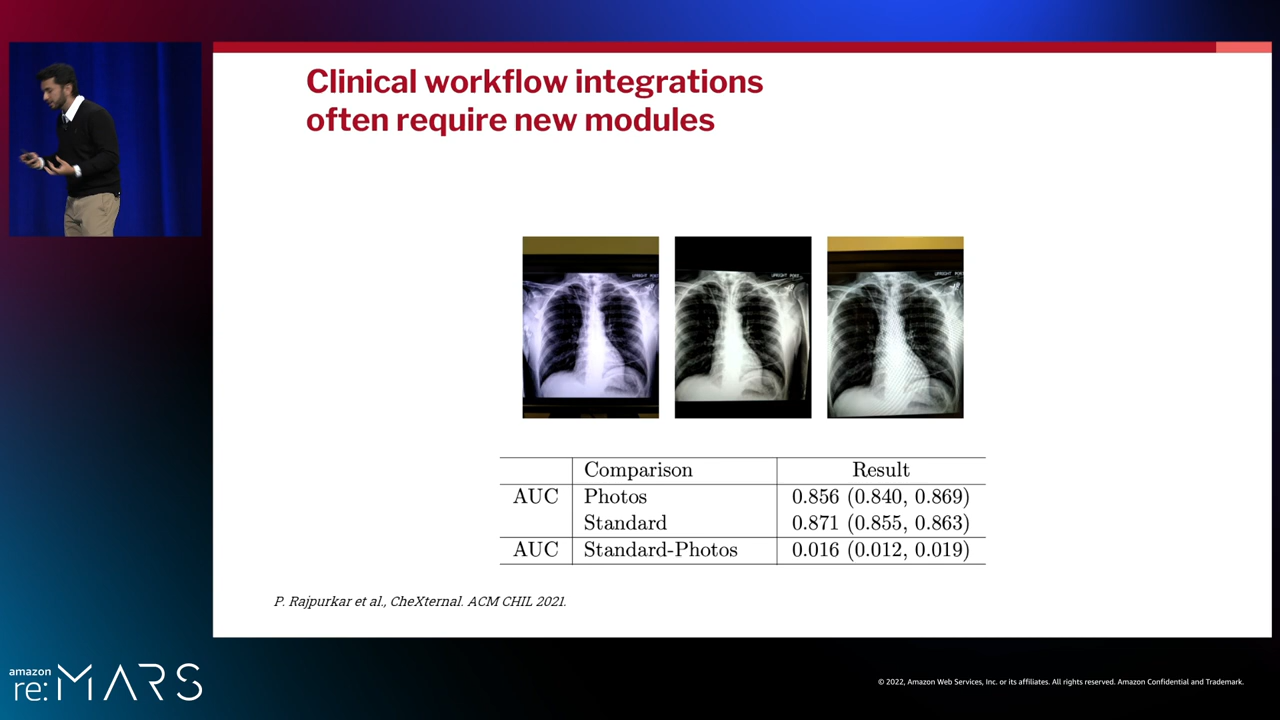 Clinical workflow integrations
often require new modules
Comparison Result
AUC Photos 0.856 (0.840, 0.869)
Standard 0.871 (0.855, 0.863)
AUC Standard-Photos 0.016 (0.012, 0.019)
P. Rajpurkar et al., CheXternal. ACM CHIL 2021.
amazon
re:MARS
© 2022, Amazon Web Services, Inc. or its affiliates. All rights reserved. Amazon Confidential and Trademark.